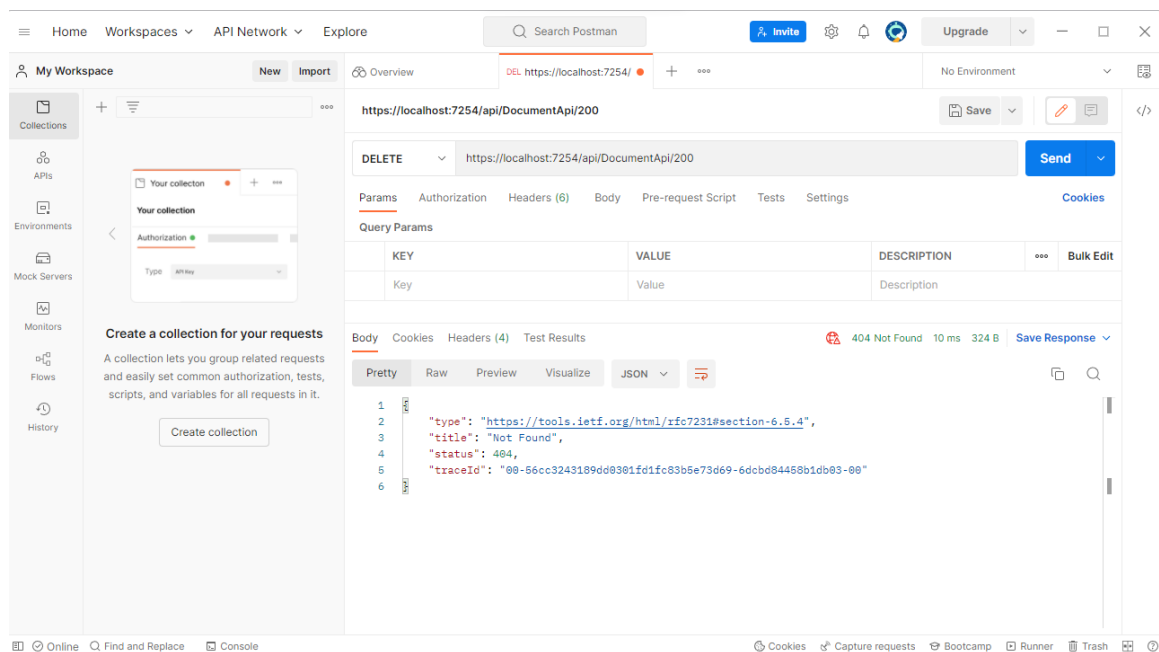 Home Workspaces API Network Explore Search Postman Invite Upgrade
My Workspace New Import Overview DEL https://localhost:7254/ No Environment
Collections
APIs
Environments
Mock Servers
Monitors
Flows
History
Your collecton
Your collection
Authorization
Type API Key
Create a collection for your requests
A collection lets you group related requests
and easily set common authorization, tests,
scripts, and variables for all requests in it.
Create collection
https://localhost:7254/api/DocumentApi/200 Save
DELETE https://localhost:7254/api/DocumentApi/200 Send
Params Authorization Headers (6) Body Pre-request Script Tests Settings Cookies
Query Params
KEY VALUE DESCRIPTION Bulk Edit
Key Value Description
Body Cookies Headers (4) Test Results 404 Not Found 10 ms 324 B Save Response
Pretty Raw Preview Visualize JSON
1 {
2 "type": "https://tools.ietf.org/html/rfc7231#section-6.5.4",
3 "title": "Not Found",
4 "status": 404,
5 "traceId": "00-56cc3243189dd0301fd1fc83b5e73d69-6dcbd84458b1db03-00"
6 }
Online Find and Replace Console Cookies Capture requests Bootcamp Runner Trash